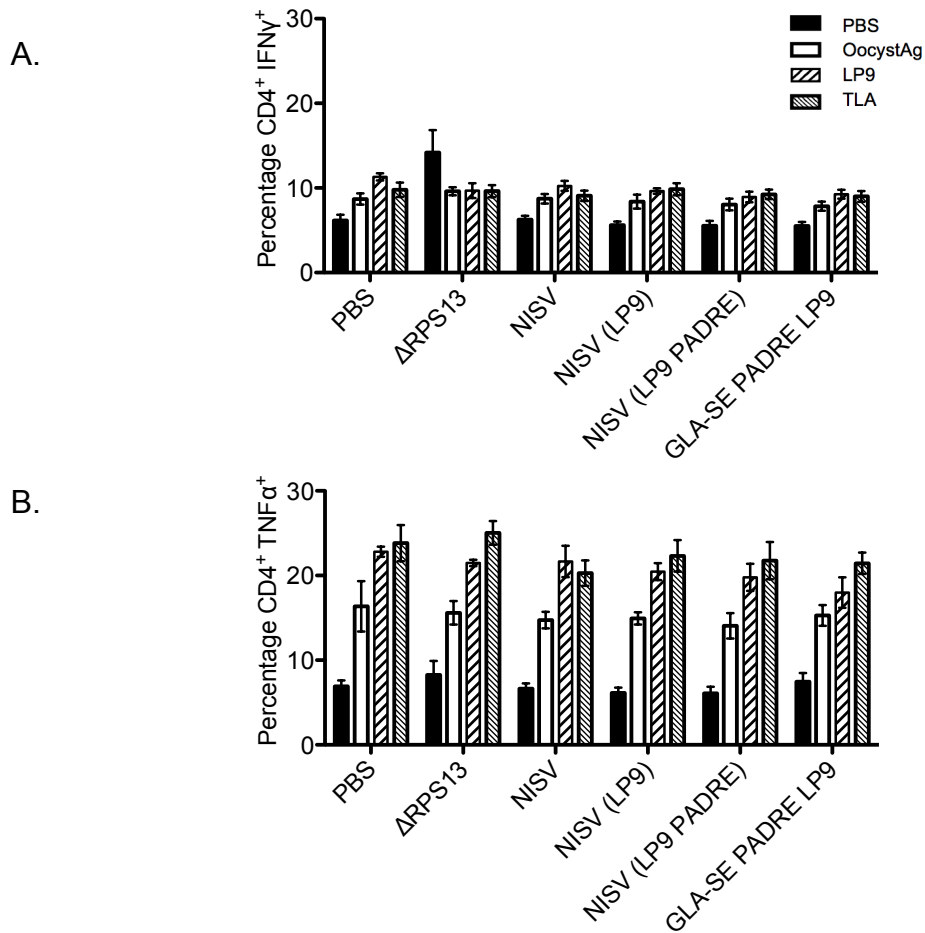 A.
Percentage CD4⁺ IFNγ⁺
30
20
10
0
PBS
OocystAg
LP9
TLA
PBS
ΔRPS13
NISV
NISV (LP9)
NISV (LP9 PADRE)
GLA-SE PADRE LP9
B.
Percentage CD4⁺ TNFα⁺
30
20
10
0
PBS
ΔRPS13
NISV
NISV (LP9)
NISV (LP9 PADRE)
GLA-SE PADRE LP9